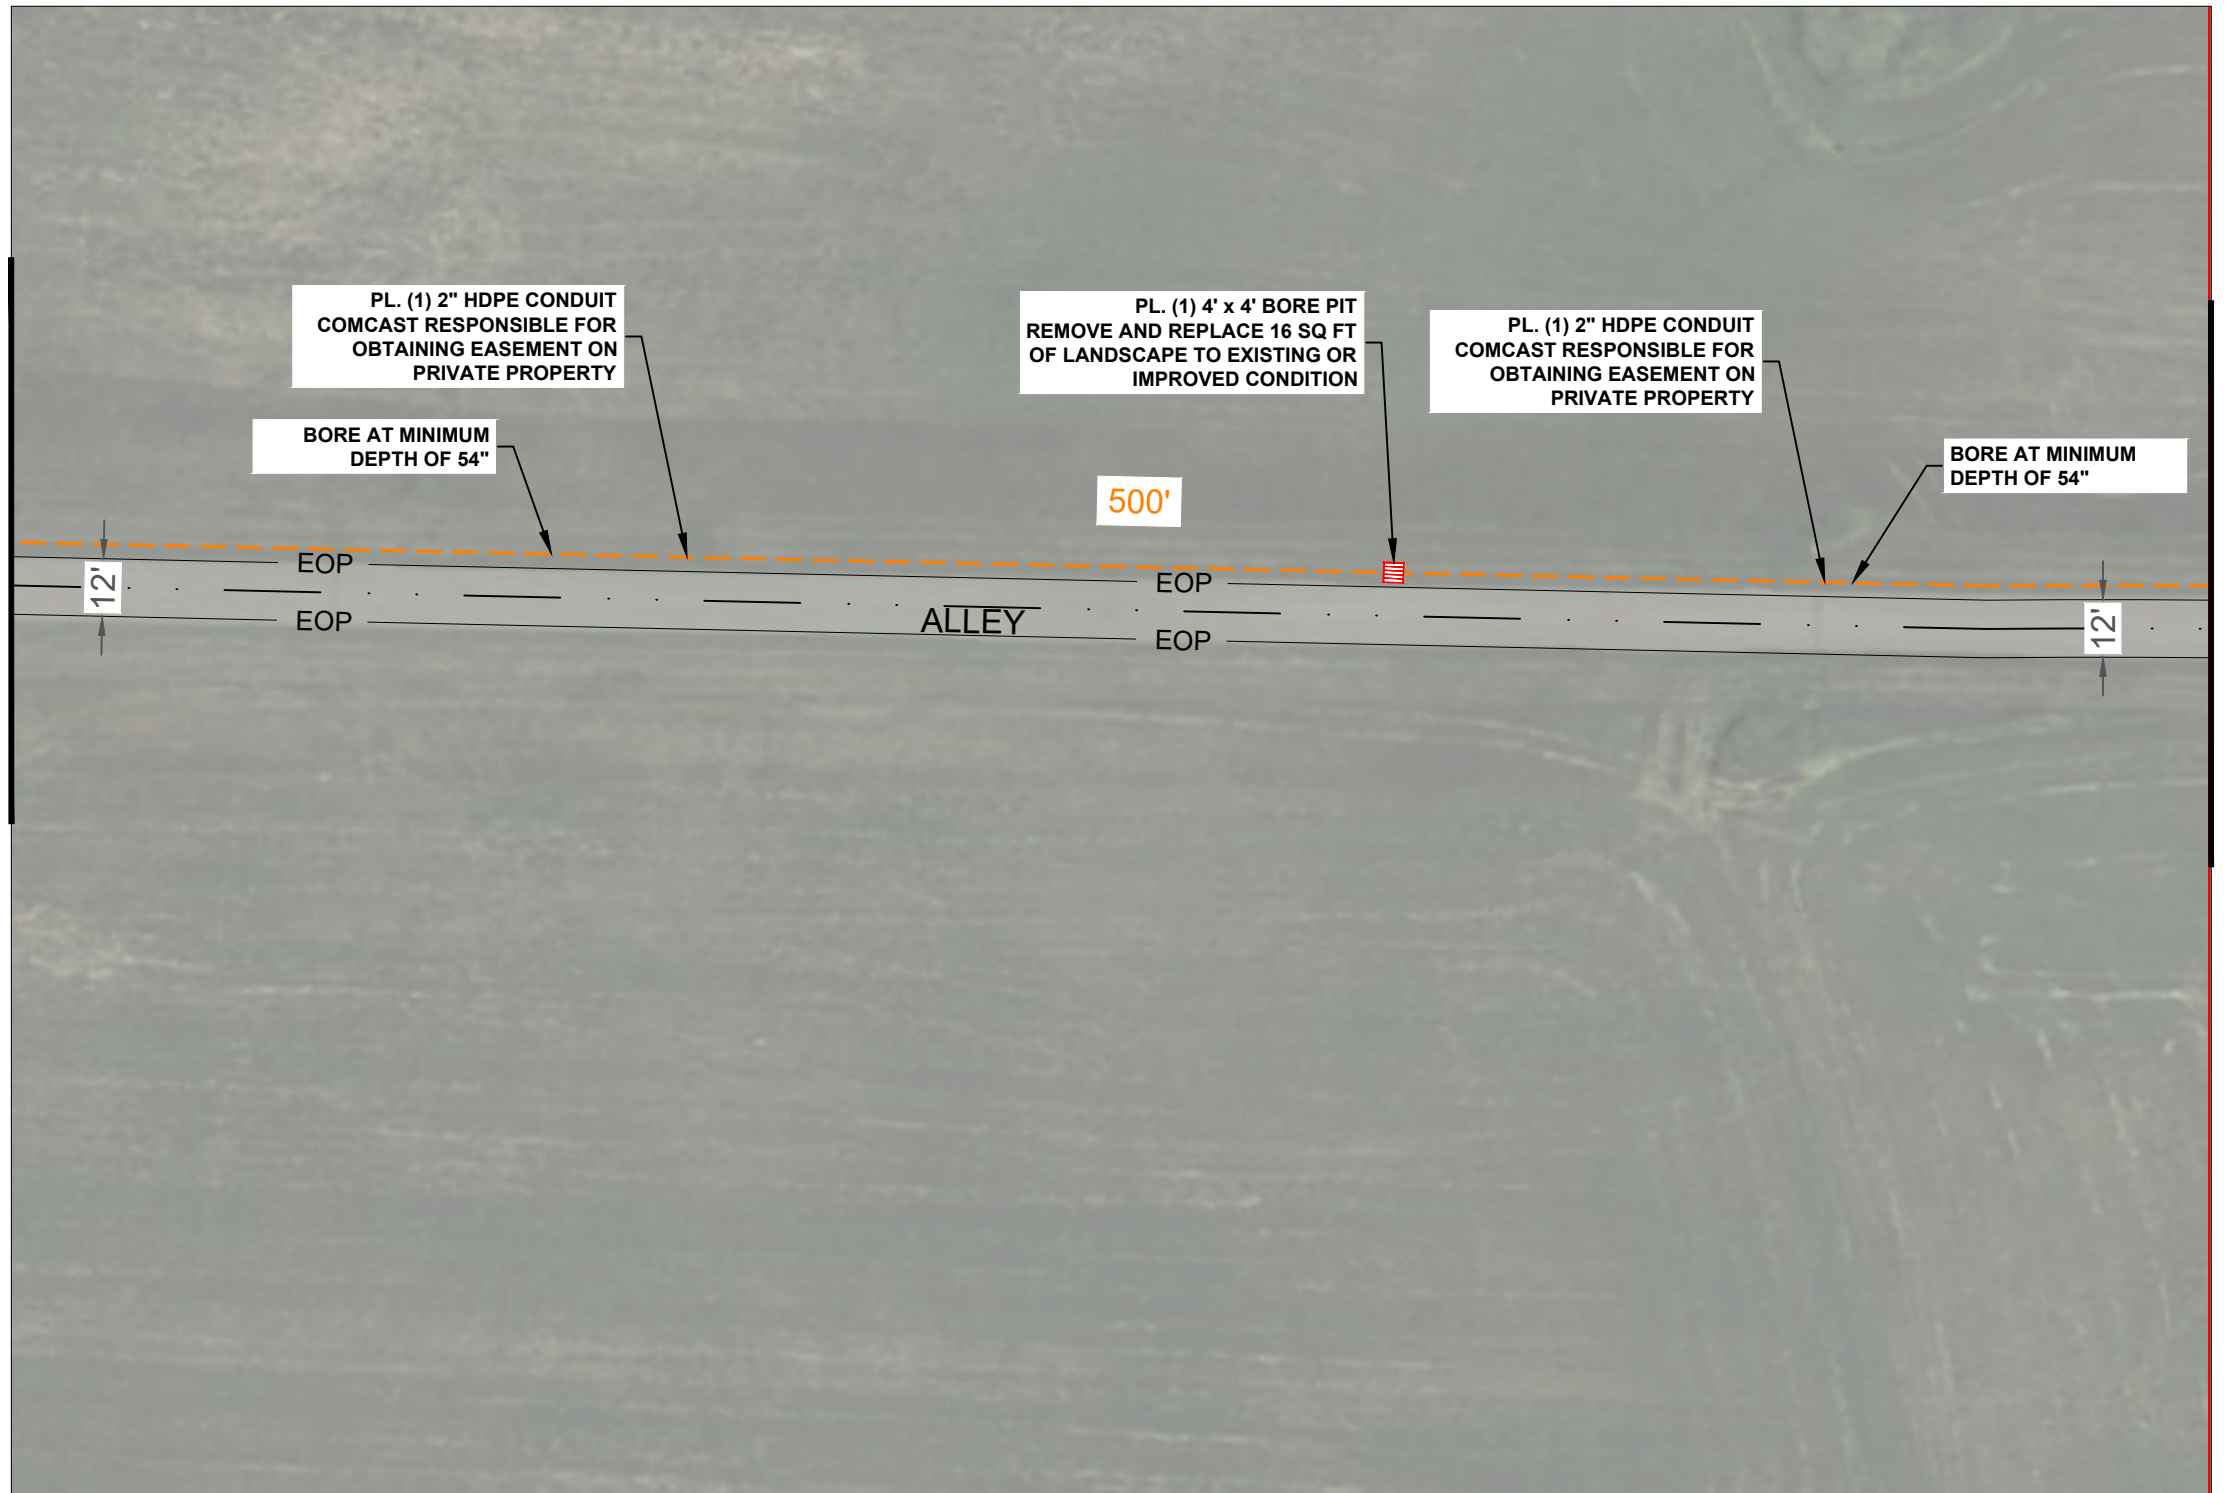 PL. (1) 2" HDPE CONDUIT
COMCAST RESPONSIBLE FOR
OBTAINING EASEMENT ON
PRIVATE PROPERTY
BORE AT MINIMUM
DEPTH OF 54"
PL. (1) 4' x 4' BORE PIT
REMOVE AND REPLACE 16 SQ FT
OF LANDSCAPE TO EXISTING OR
IMPROVED CONDITION
PL. (1) 2" HDPE CONDUIT
COMCAST RESPONSIBLE FOR
OBTAINING EASEMENT ON
PRIVATE PROPERTY
BORE AT MINIMUM
DEPTH OF 54"
500'
12'
EOP
EOP
EOP
ALLEY
EOP
12'